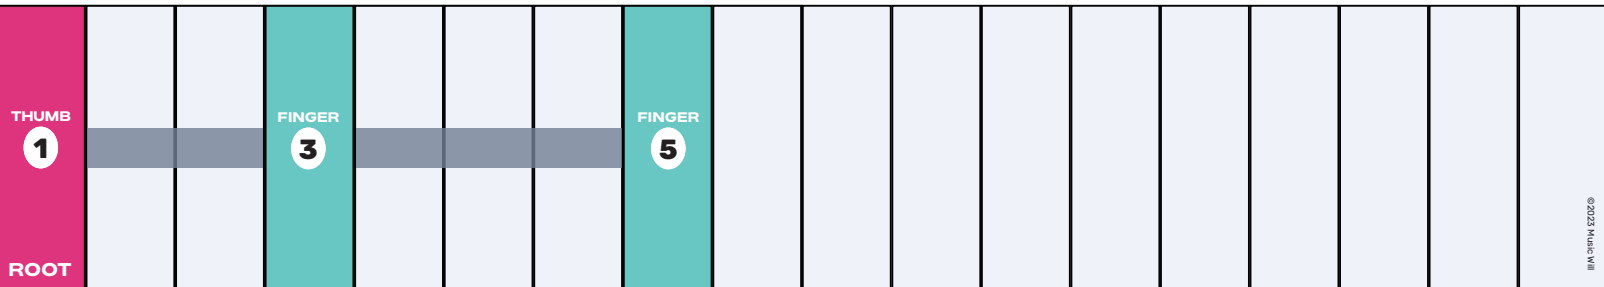 THUMB
1
ROOT
FINGER
3
FINGER
5
©2023 Music Will